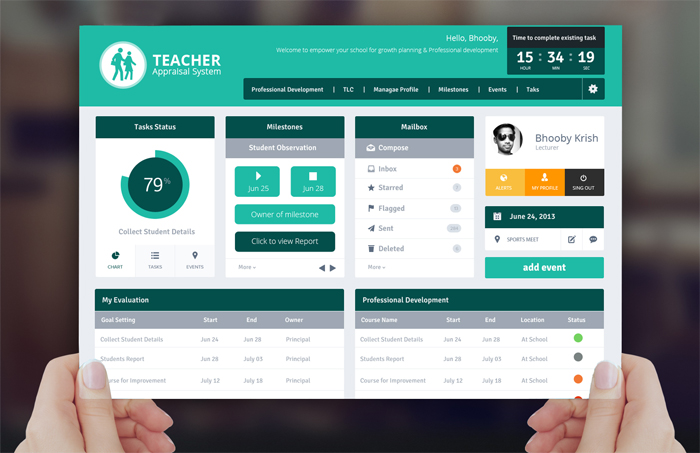 TEACHER
Appraisal System
Hello, Bhooby,
Welcome to empower your school for growth planning & Professional development
Time to complete existing task
15 : 34 : 19
HOUR MIN SEC
Professional Development | TLC | Managae Profile | Milestones | Events | Taks
Tasks Status
79%
Collect Student Details
CHART TASKS EVENTS
Milestones
Student Observation
Jun 25 Jun 28
Owner of milestone
Click to view Report
More
Mailbox
Compose
Inbox 2
Starred
Flagged
Sent
Deleted
More
Bhooby Krish
Lecturer
ALERTS MY PROFILE SING OUT
June 24, 2013
SPORTS MEET
add event
My Evaluation
Goal Setting Start End Owner
Collect Student Details Jun 24 Jun 28 Principal
Students Report Jun 28 July 03 Principal
Course for Improvement July 12 July 18 Principal
Professional Development
Course Name Start End Location Status
Collect Student Details Jun 24 Jun 28 At School
Students Report Jun 28 July 03 At School
Course for Improvement July 12 July 18 At School